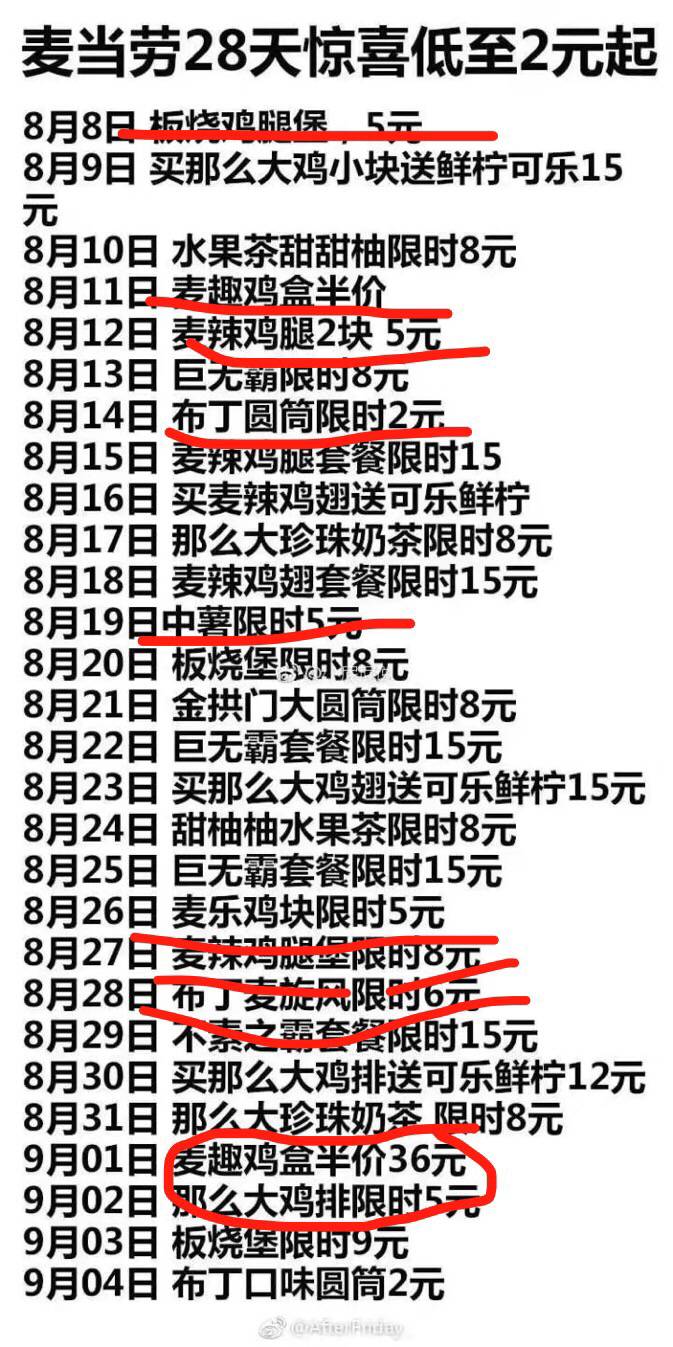 麦当劳28天惊喜低至2元起
8月8日 板烧鸡腿堡，5元
8月9日 买那么大鸡小块送鲜柠可乐15
元
8月10日 水果茶甜甜柚限时8元
8月11日 麦趣鸡盒半价
8月12日 麦辣鸡腿2块 5元
8月13日 巨无霸限时8元
8月14日 布丁圆筒限时2元
8月15日 麦辣鸡腿套餐限时15
8月16日 买麦辣鸡翅送可乐鲜柠
8月17日 那么大珍珠奶茶限时8元
8月18日 麦辣鸡翅套餐限时15元
8月19日中薯限时5元
8月20日 板烧堡限时8元
8月21日 金拱门大圆筒限时8元
8月22日 巨无霸套餐限时15元
8月23日 买那么大鸡翅送可乐鲜柠15元
8月24日 甜柚柚水果茶限时8元
8月25日 巨无霸套餐限时15元
8月26日 麦乐鸡块限时5元
8月27日 麦辣鸡腿堡限时8元
8月28日 布丁麦旋风限时6元
8月29日 不素之霸套餐限时15元
8月30日 买那么大鸡排送可乐鲜柠12元
8月31日 那么大珍珠奶茶 限时8元
9月01日 麦趣鸡盒半价36元
9月02日 那么大鸡排限时5元
9月03日 板烧堡限时9元
9月04日 布丁口味圆筒2元
@AfterFriday